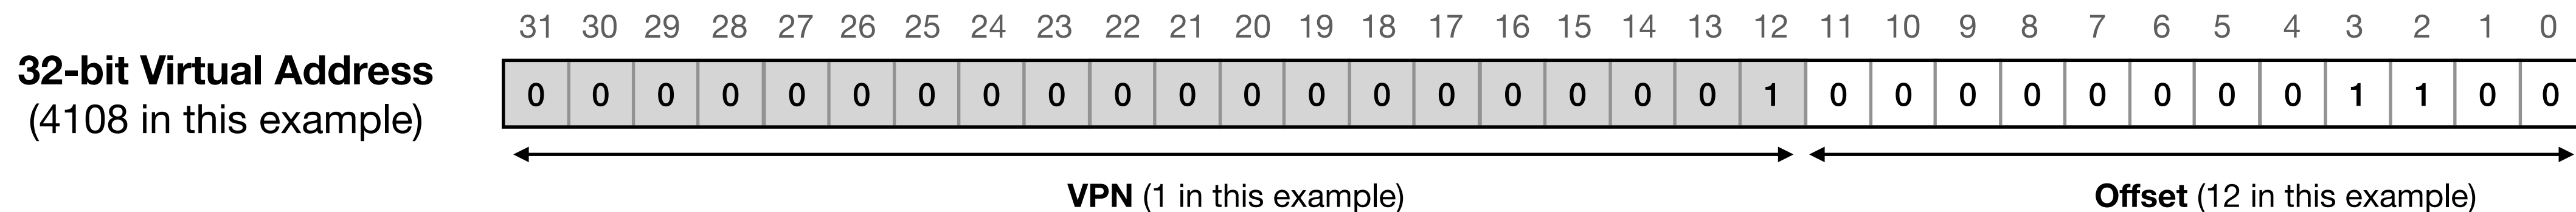 31 30 29 28 27 26 25 24 23 22 21 20 19 18 17 16 15 14 13 12 11 10 9 8 7 6 5 4 3 2 1 0
32-bit Virtual Address
(4108 in this example)
0 0 0 0 0 0 0 0 0 0 0 0 0 0 0 0 0 0 0 1 0 0 0 0 0 0 0 0 1 1 0 0
VPN (1 in this example)
Offset (12 in this example)